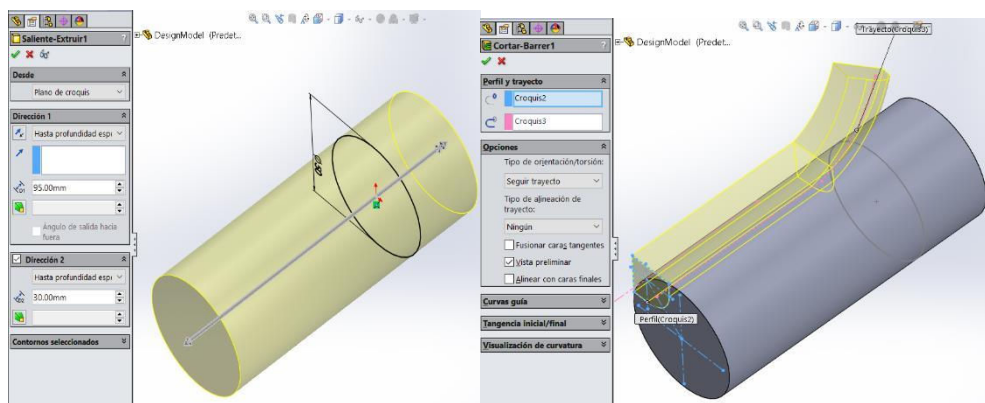 Saliente-Extruir1
?
Desde
Plano de croquis
Dirección 1
Hasta profundidad espe
95.00mm
Ángulo de salida hacia
fuera
Dirección 2
Hasta profundidad espe
30.00mm
Contornos seleccionados
DesignModel (Predet...
Cortar-Barrer1
?
Perfil y trayecto
Croquis2
Croquis3
Opciones
Tipo de orientación/torsión:
Seguir trayecto
Tipo de alineación de
trayecto:
Ningún
Fusionar caras tangentes
Vista preliminar
Alinear con caras finales
Curvas guía
Tangencia inicial/final
Visualización de curvatura
DesignModel (Predet...
Trayecto(Croquis3)
Perfil(Croquis2)